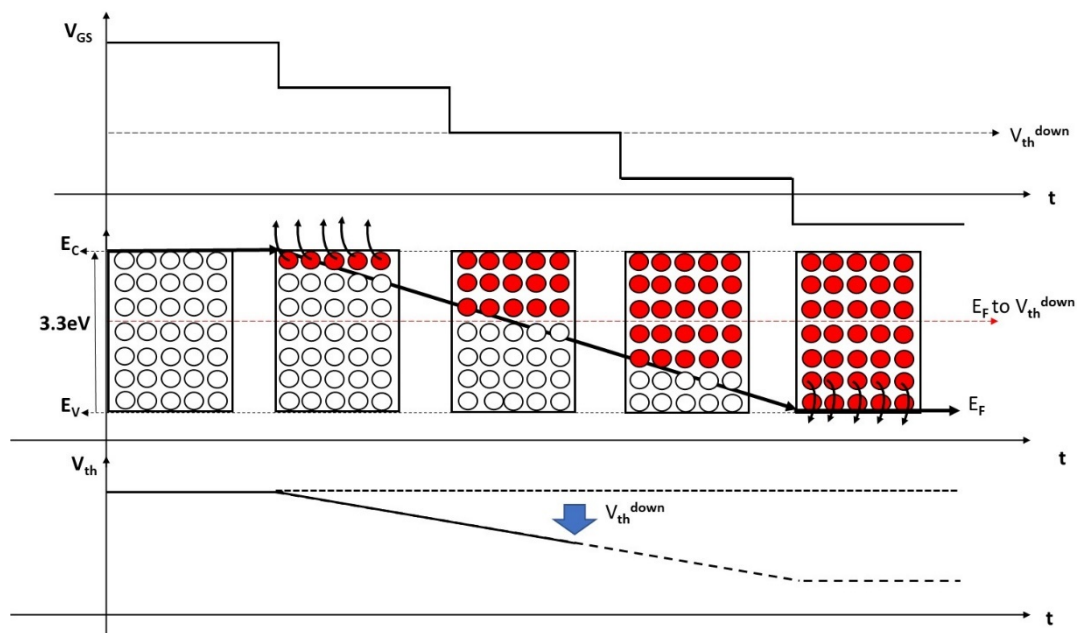 V_GS
V_th^down
t
E_C
3.3eV
E_F to V_th^down
E_V
E_F
t
V_th
V_th^down
t